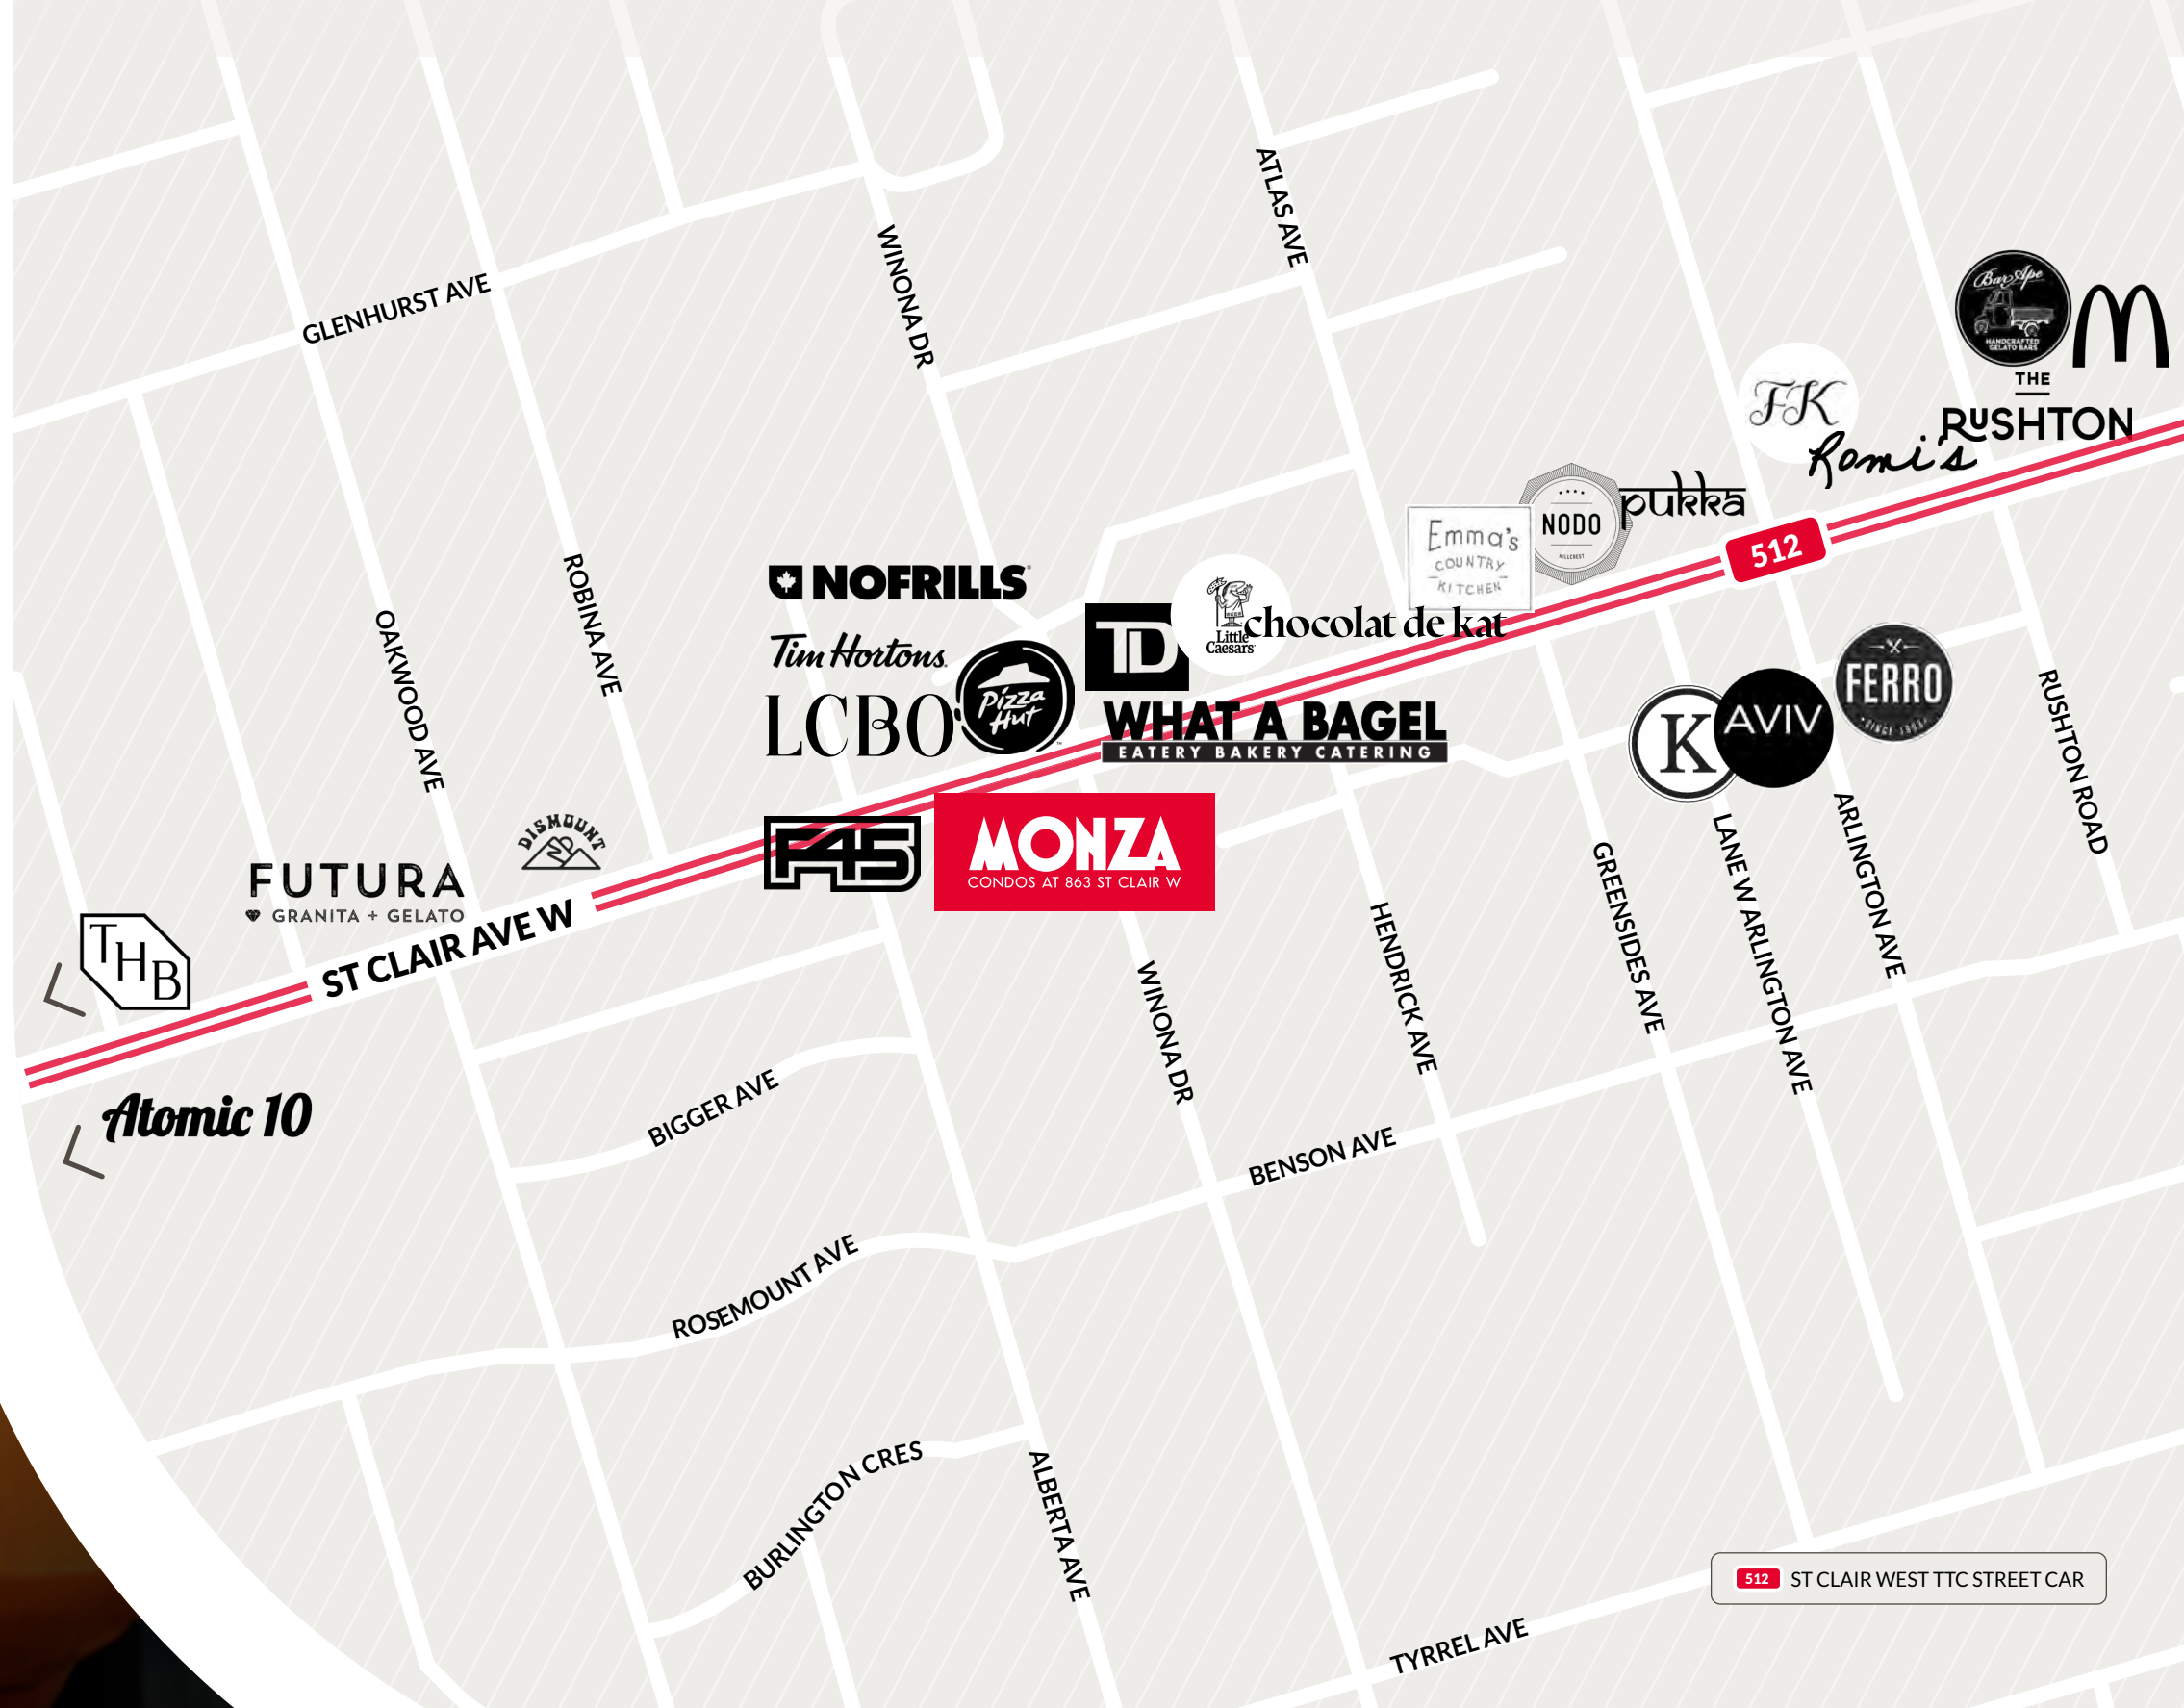 ATLAS AVE
WINONA DR
GLENHURST AVE
Bar Ape
HANDCRAFTED
GELATO BARS
THE
RUSHTON
FK
Romi's
pukka
NODO
HILLCREST
Emma's
COUNTRY
KITCHEN
512
NOFRILLS
Tim Hortons
LCBO
Pizza
Hut
TD
Little
Caesars
chocolat de kat
WHAT A BAGEL
EATERY BAKERY CATERING
ROBINA AVE
OAKWOOD AVE
K
AVIV
FERRO
RUSHTON ROAD
DISMOUNT
FUTURA
GRANITA + GELATO
F45
MONZA
CONDOS AT 863 ST CLAIR W
ST CLAIR AVE W
THB
Atomic 10
GREENSIDES AVE
LANE W ARLINGTON AVE
ARLINGTON AVE
HENDRICK AVE
WINONA DR
BIGGER AVE
BENSON AVE
ROSEMOUNT AVE
BURLINGTON CRES
ALBERTA AVE
TYRREL AVE
512 ST CLAIR WEST TTC STREET CAR